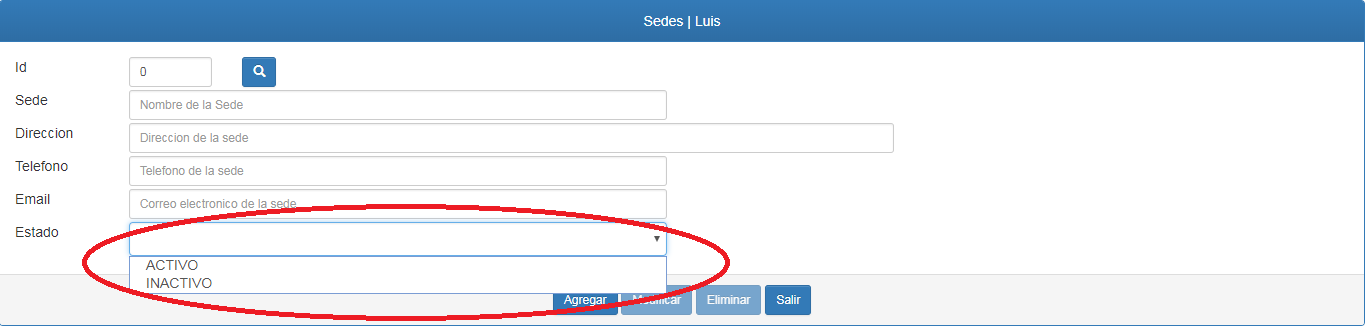 Sedes | Luis
Id 0
Sede Nombre de la Sede
Direccion Direccion de la sede
Telefono Telefono de la sede
Email Correo electronico de la sede
Estado
ACTIVO
INACTIVO
Agregar Modificar Eliminar Salir